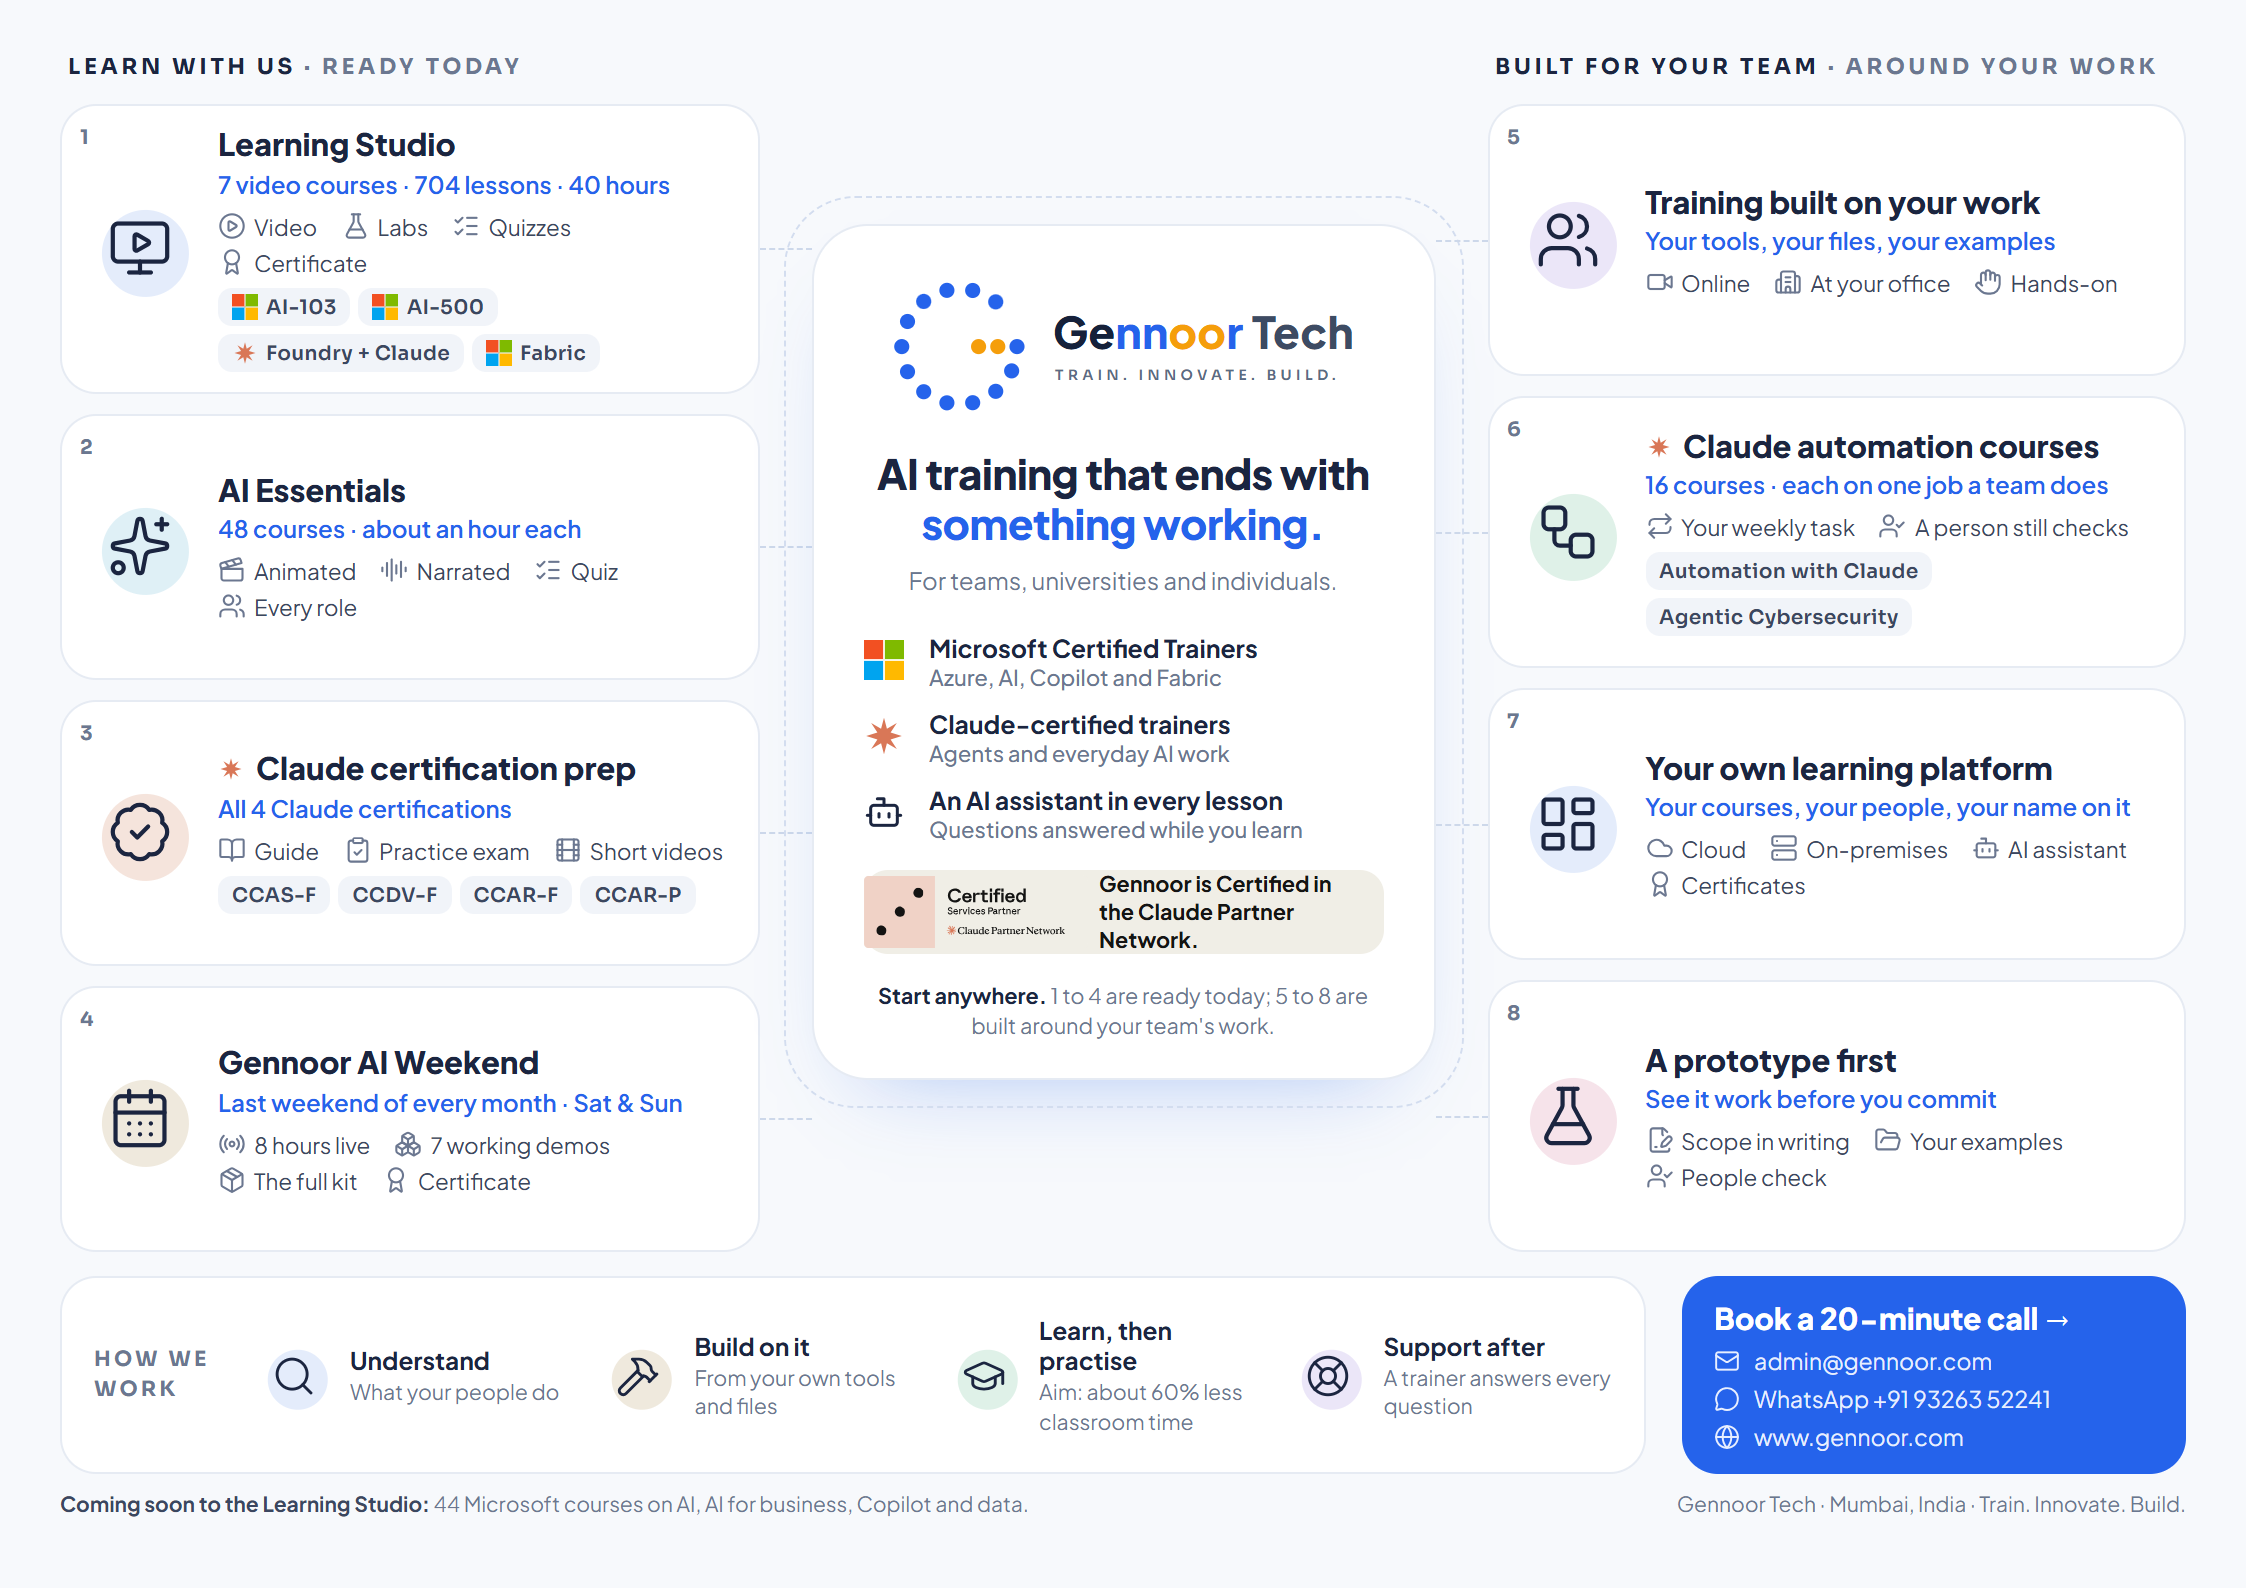 LEARN WITH US · READY TODAY
1
Learning Studio
7 video courses · 704 lessons · 40 hours
Video Labs Quizzes
Certificate
AI-103 AI-500
Foundry + Claude Fabric
2
AI Essentials
48 courses · about an hour each
Animated Narrated Quiz
Every role
3
Claude certification prep
All 4 Claude certifications
Guide Practice exam Short videos
CCAS-F CCDV-F CCAR-F CCAR-P
4
Gennoor AI Weekend
Last weekend of every month · Sat & Sun
8 hours live 7 working demos
The full kit Certificate
Gennoor Tech
TRAIN. INNOVATE. BUILD.
AI training that ends with
something working.
For teams, universities and individuals.
Microsoft Certified Trainers
Azure, AI, Copilot and Fabric
Claude-certified trainers
Agents and everyday AI work
An AI assistant in every lesson
Questions answered while you learn
Certified
Services Partner
Claude Partner Network
Gennoor is Certified in
the Claude Partner
Network.
Start anywhere. 1 to 4 are ready today; 5 to 8 are
built around your team's work.
BUILT FOR YOUR TEAM · AROUND YOUR WORK
5
Training built on your work
Your tools, your files, your examples
Online At your office Hands-on
6
Claude automation courses
16 courses · each on one job a team does
Your weekly task A person still checks
Automation with Claude
Agentic Cybersecurity
7
Your own learning platform
Your courses, your people, your name on it
Cloud On-premises AI assistant
Certificates
8
A prototype first
See it work before you commit
Scope in writing Your examples
People check
HOW WE
WORK
Understand
What your people do
Build on it
From your own tools
and files
Learn, then
practise
Aim: about 60% less
classroom time
Support after
A trainer answers every
question
Book a 20-minute call →
admin@gennoor.com
WhatsApp +91 93263 52241
www.gennoor.com
Coming soon to the Learning Studio: 44 Microsoft courses on AI, AI for business, Copilot and data.
Gennoor Tech · Mumbai, India · Train. Innovate. Build.